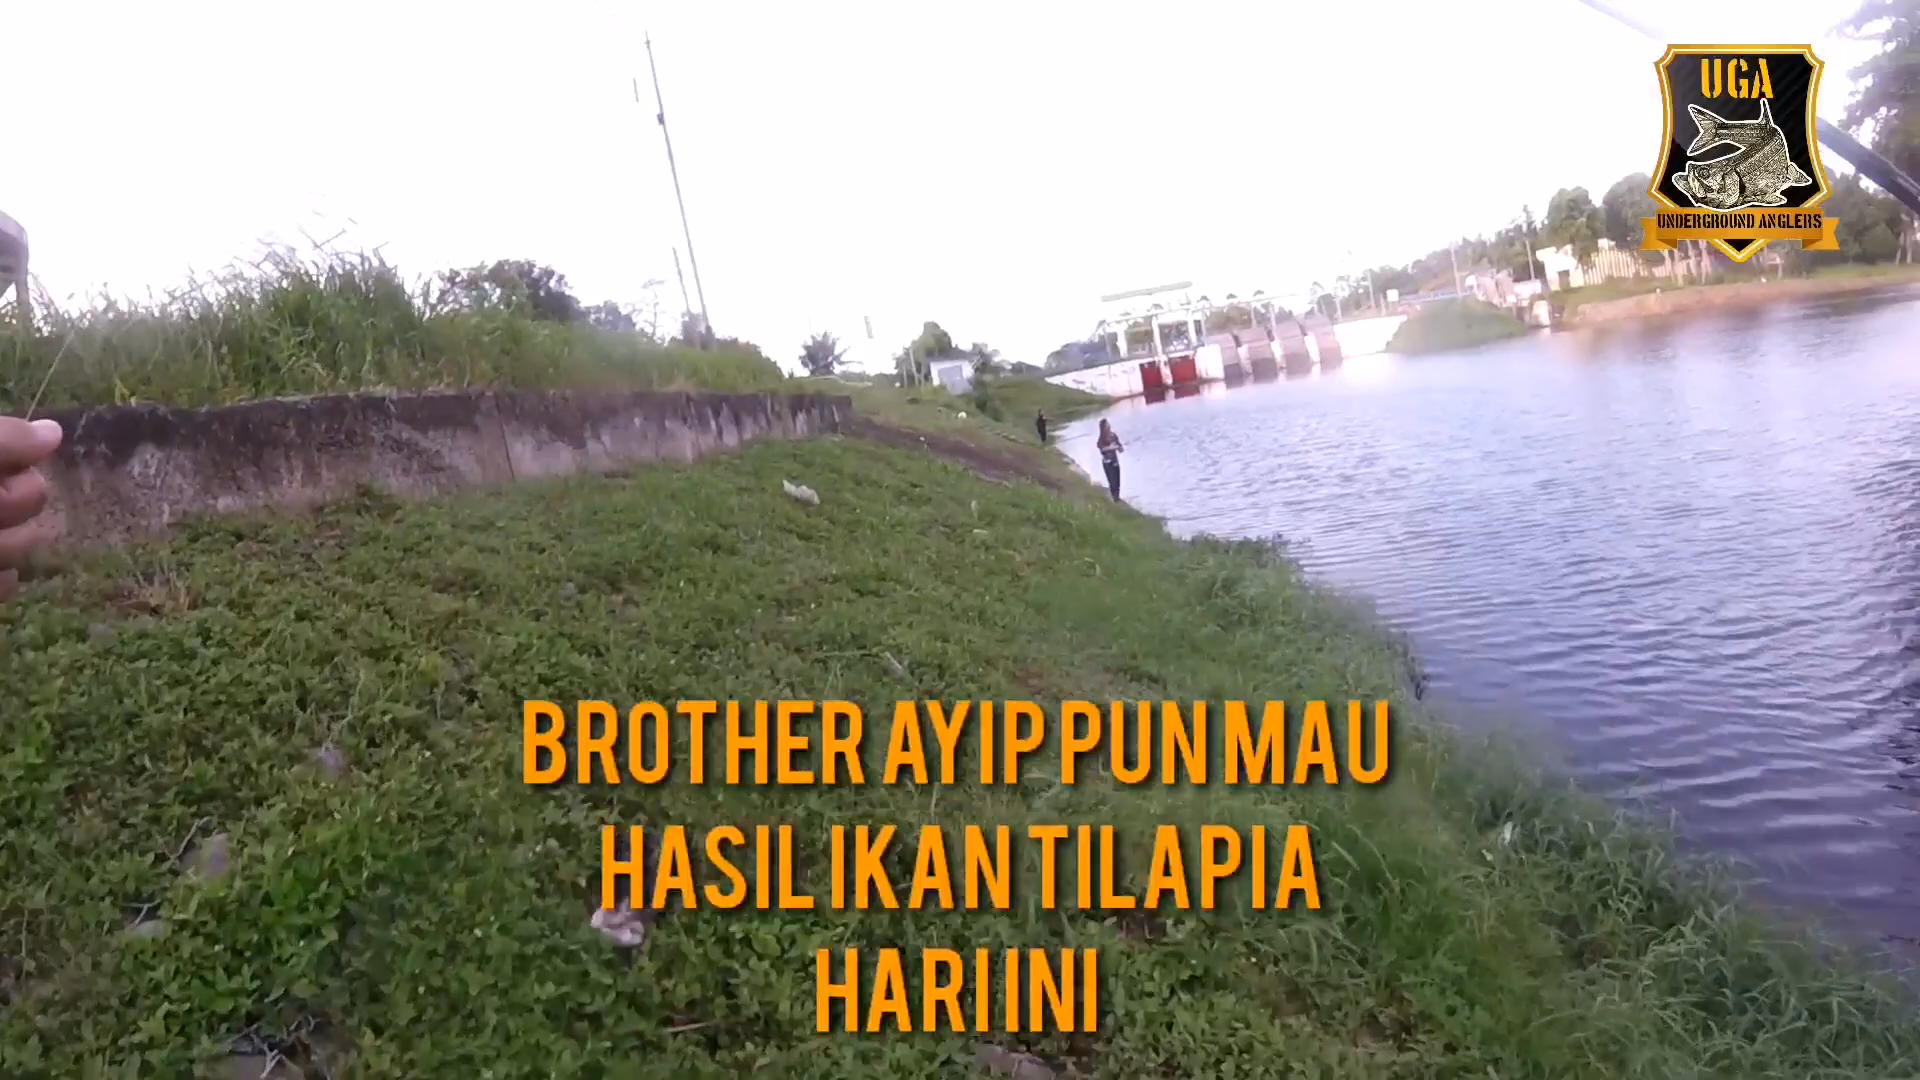 UGA
UNDERGROUND ANGLERS
BROTHER AYIP PUN MAU
HASIL IKAN TILAPIA
HARI INI